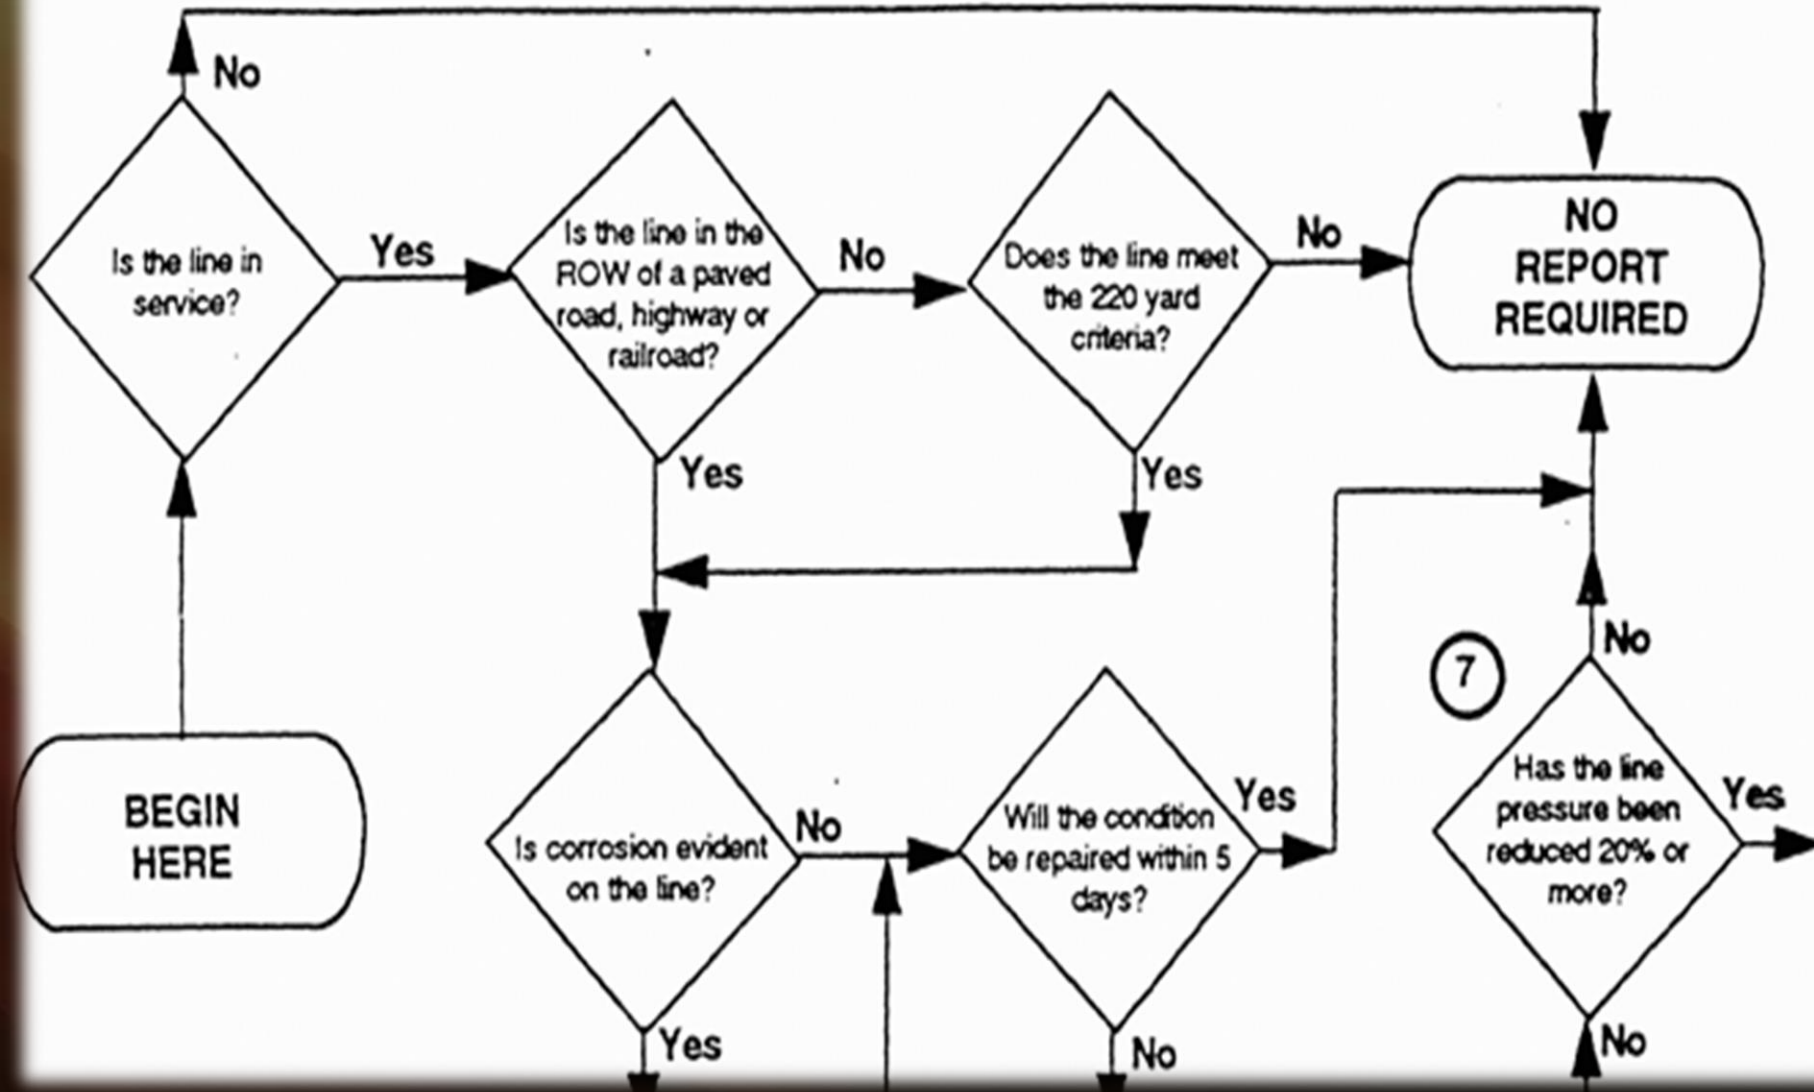 No
Is the line in
service?
Yes
Is the line in the
ROW of a paved
road, highway or
railroad?
No
Does the line meet
the 220 yard
criteria?
No
NO
REPORT
REQUIRED
Yes
Yes
BEGIN
HERE
Is corrosion evident
on the line?
No
Will the condition
be repaired within 5
days?
Yes
7
No
Has the line
pressure been
reduced 20% or
more?
Yes
Yes
No
No